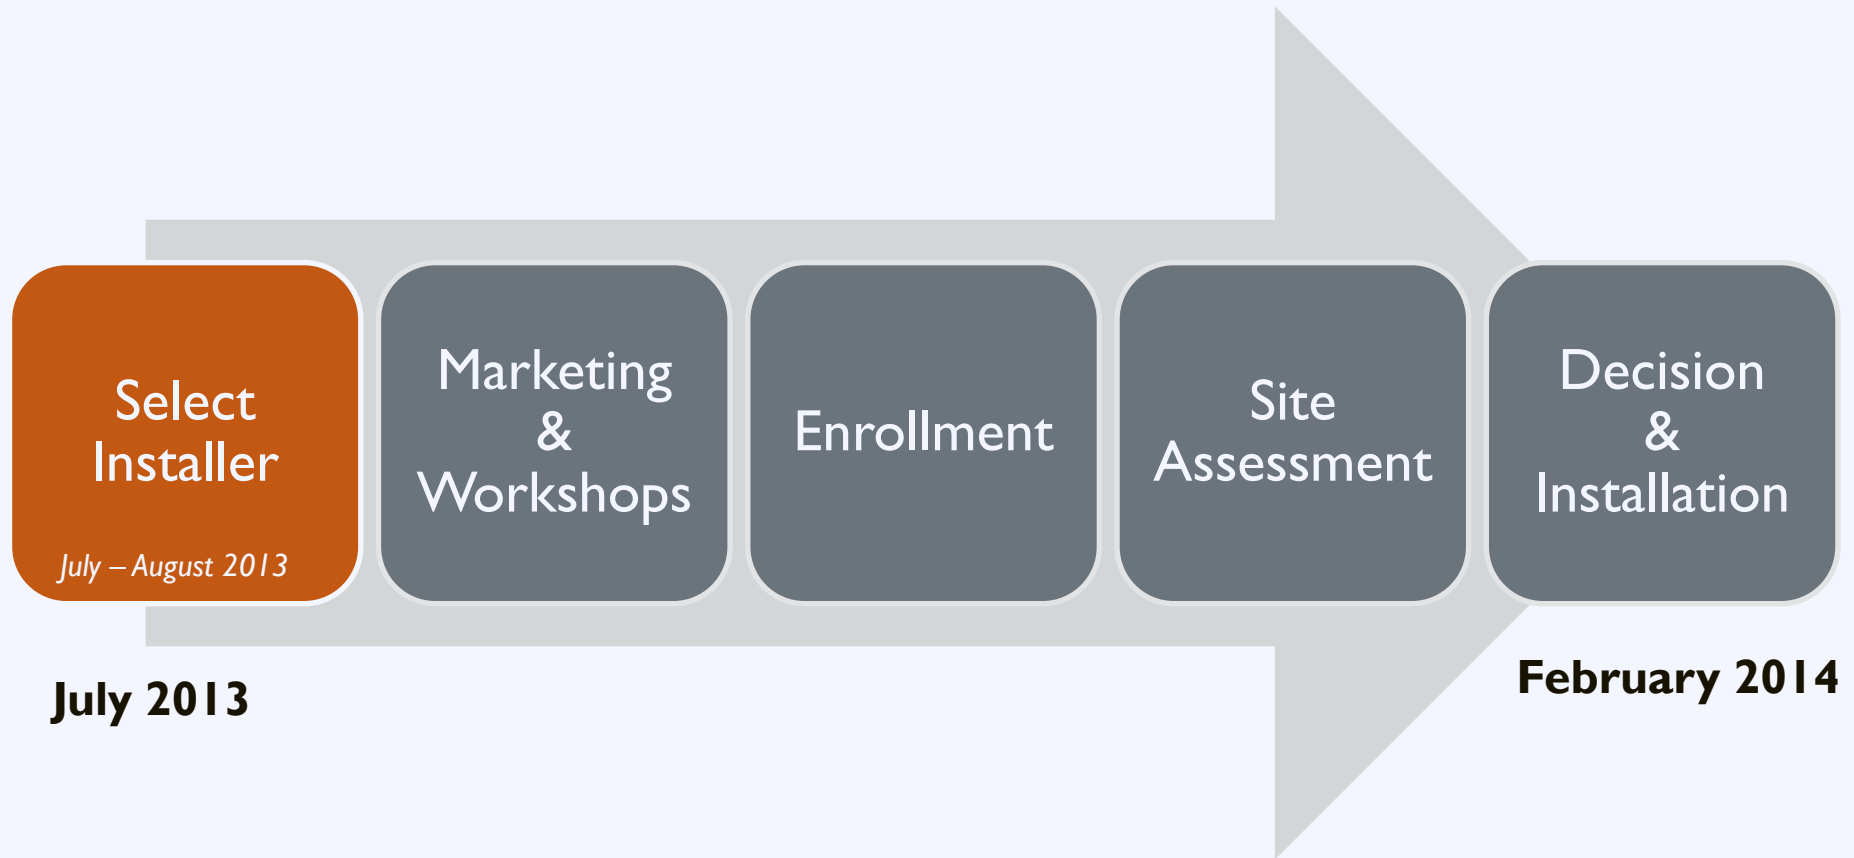 Select
Installer
July – August 2013
Marketing
&
Workshops
Enrollment
Site
Assessment
Decision
&
Installation
July 2013
February 2014